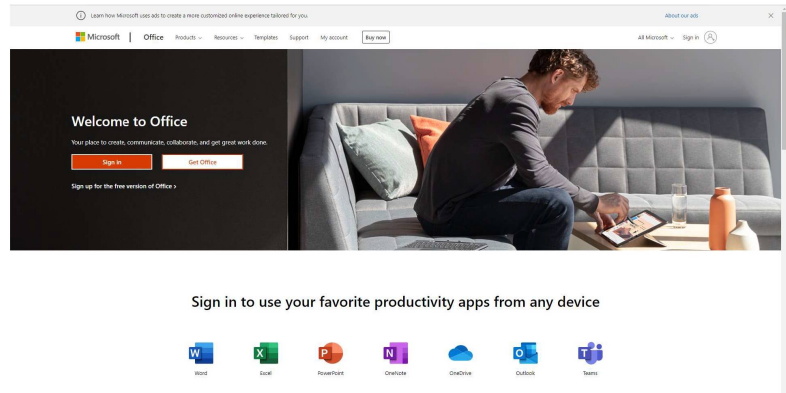 Learn how Microsoft uses ads to create a more customized online experience tailored for you.
About our ads
Microsoft
Office
Products
Resources
Templates
Support
My account
Buy now
All Microsoft
Sign in
Welcome to Office
Your place to create, communicate, collaborate, and get great work done.
Sign in
Get Office
Sign up for the free version of Office >
Sign in to use your favorite productivity apps from any device
W
X
P
N
O
T
Word
Excel
PowerPoint
OneNote
OneDrive
Outlook
Teams